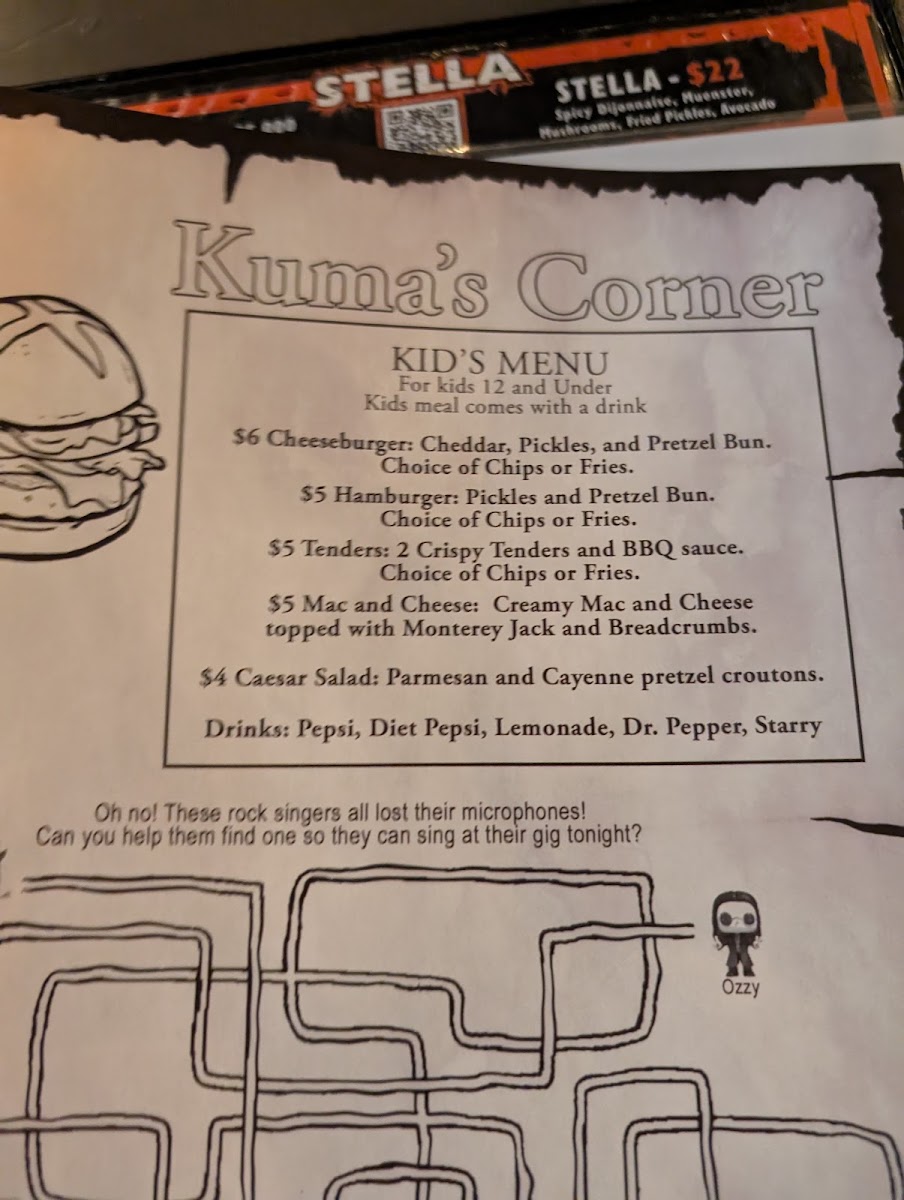 STELLA
STELLA - $22
Spicy Dijonnaise, Muenster,
Mushrooms, Fried Pickles, Avocado
Kuma's Corner
KID'S MENU
For kids 12 and Under
Kids meal comes with a drink
$6 Cheeseburger: Cheddar, Pickles, and Pretzel Bun.
Choice of Chips or Fries.
$5 Hamburger: Pickles and Pretzel Bun.
Choice of Chips or Fries.
$5 Tenders: 2 Crispy Tenders and BBQ sauce.
Choice of Chips or Fries.
$5 Mac and Cheese: Creamy Mac and Cheese
topped with Monterey Jack and Breadcrumbs.
$4 Caesar Salad: Parmesan and Cayenne pretzel croutons.
Drinks: Pepsi, Diet Pepsi, Lemonade, Dr. Pepper, Starry
Oh no! These rock singers all lost their microphones!
Can you help them find one so they can sing at their gig tonight?
Ozzy